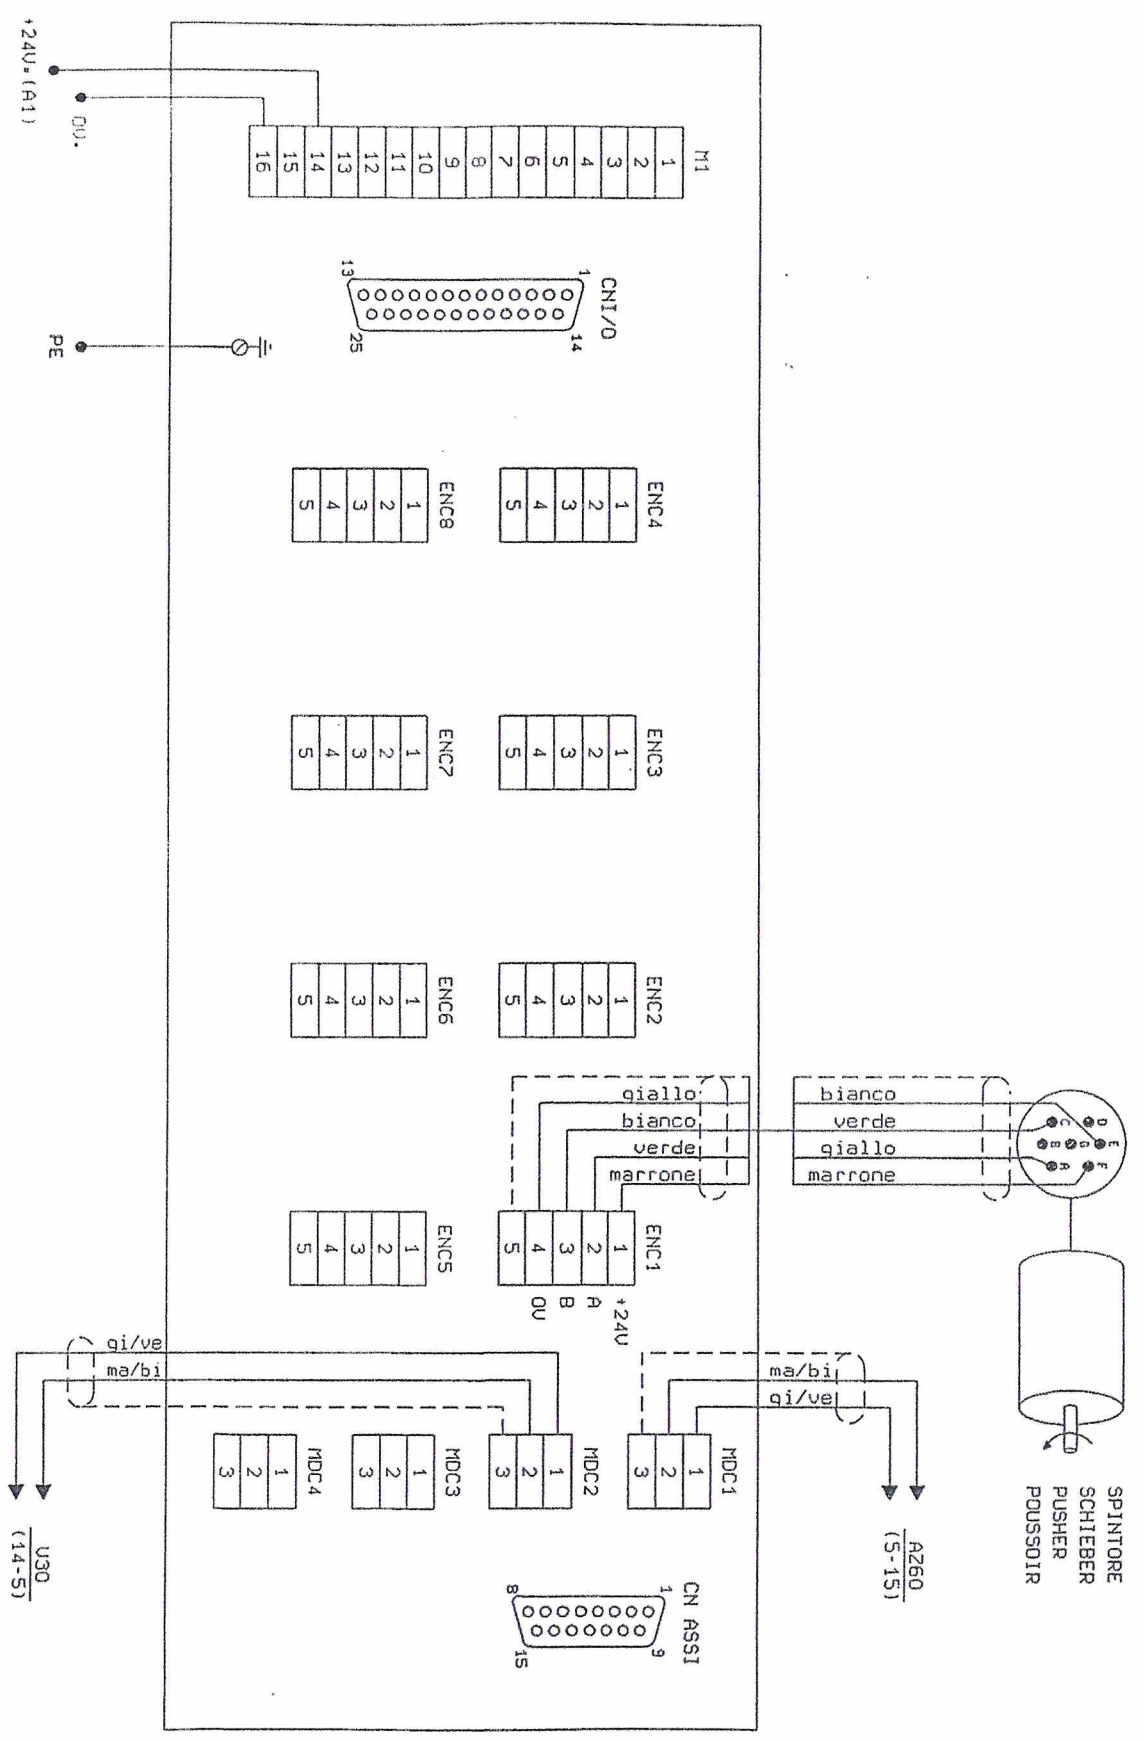 +24V=(A1)
0V.
M1
1
2
3
4
5
6
7
8
9
10
11
12
13
14
15
16
CNI/O
1
13
14
25
PE
ENC4
1
2
3
4
5
ENC8
1
2
3
4
5
ENC3
1
2
3
4
5
ENC7
1
2
3
4
5
ENC2
1
2
3
4
5
ENC6
1
2
3
4
5
giallo
bianco
verde
marrone
bianco
verde
giallo
marrone
D
E
F
C
G
B
A
ENC1
1
2
3
4
5
+24V
A
B
0V
ENC5
1
2
3
4
5
gi/ve
ma/bi
ma/bi
gi/ve
MDC1
1
2
3
MDC2
1
2
3
MDC3
1
2
3
MDC4
1
2
3
SPINTORE
SCHIEBER
PUSHER
POUSSOIR
AZ60
(5-15)
U30
(14-5)
CN ASSI
1
8
9
15